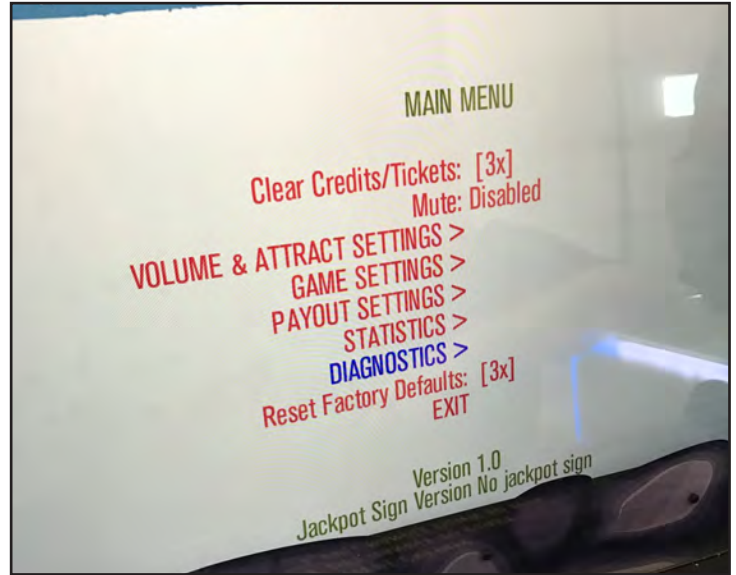 MAIN MENU
Clear Credits/Tickets: [3x]
Mute: Disabled
VOLUME & ATTRACT SETTINGS >
GAME SETTINGS >
PAYOUT SETTINGS >
STATISTICS >
DIAGNOSTICS >
Reset Factory Defaults: [3x]
EXIT
Version 1.0
Jackpot Sign Version No jackpot sign